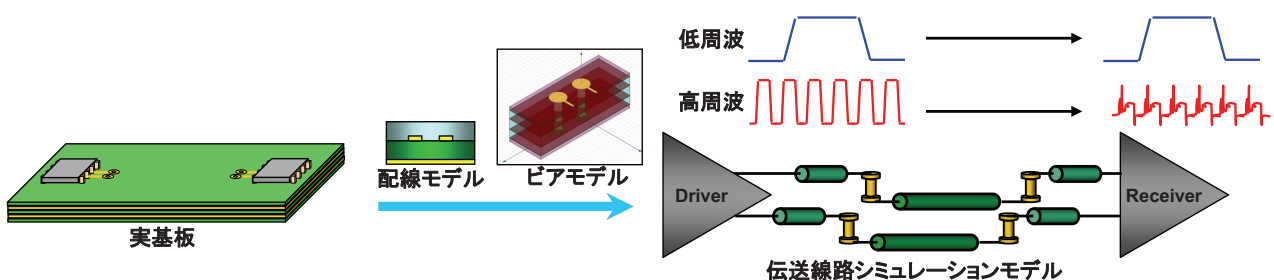 低周波
高周波
配線モデル
ビアモデル
実基板
Driver
Receiver
伝送線路シミュレーションモデル